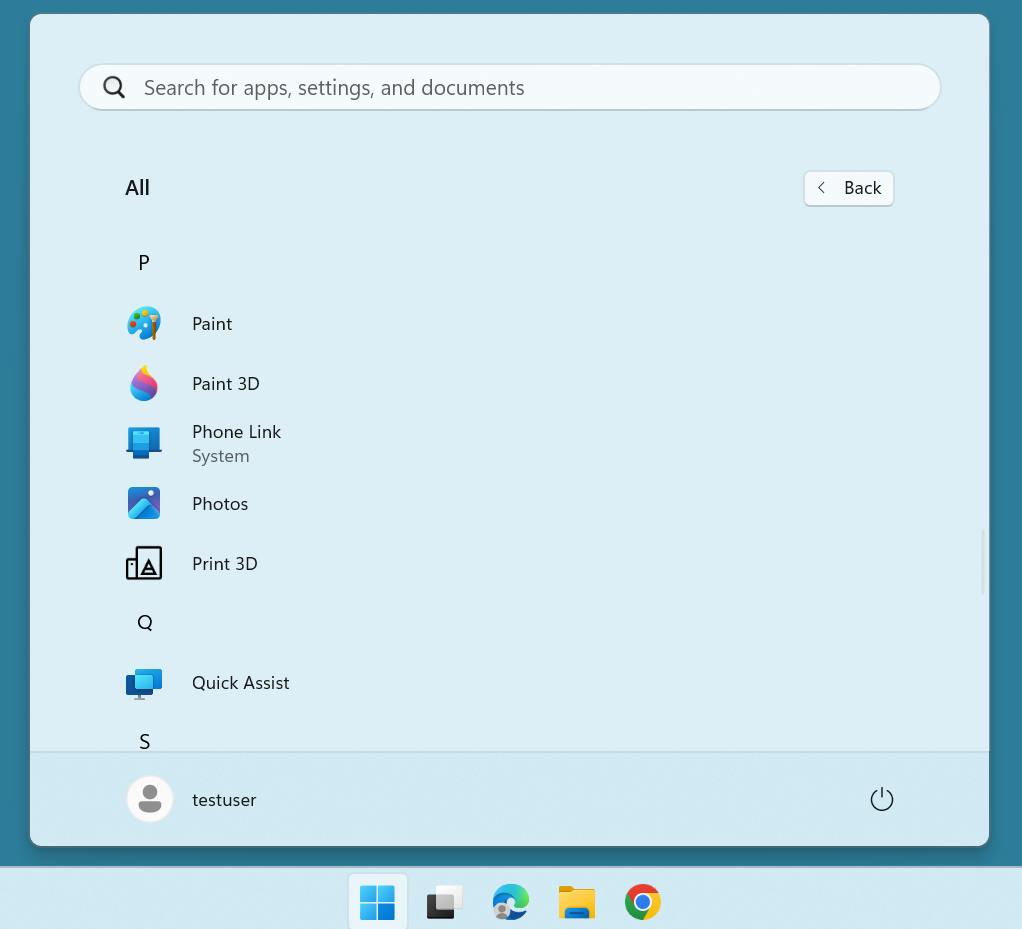 Search for apps, settings, and documents
All
Back
P
Paint
Paint 3D
Phone Link
System
Photos
Print 3D
Q
Quick Assist
S
testuser